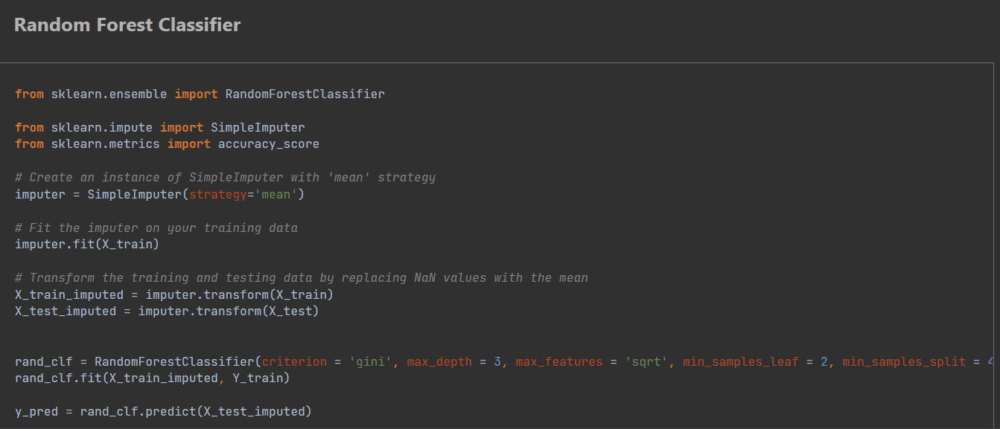 Random Forest Classifier
from sklearn.ensemble import RandomForestClassifier
from sklearn.impute import SimpleImputer
from sklearn.metrics import accuracy_score
# Create an instance of SimpleImputer with 'mean' strategy
imputer = SimpleImputer(strategy='mean')
# Fit the imputer on your training data
imputer.fit(X_train)
# Transform the training and testing data by replacing NaN values with the mean
X_train_imputed = imputer.transform(X_train)
X_test_imputed = imputer.transform(X_test)
rand_clf = RandomForestClassifier(criterion = 'gini', max_depth = 3, max_features = 'sqrt', min_samples_leaf = 2, min_samples_split = 4
rand_clf.fit(X_train_imputed, Y_train)
y_pred = rand_clf.predict(X_test_imputed)